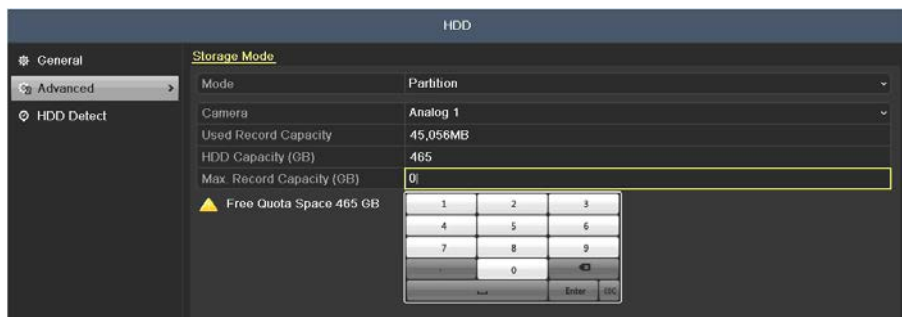 HDD
General
Storage Mode
Advanced
Mode Partition
HDD Detect
Camera Analog 1
Used Record Capacity 45,056MB
HDD Capacity (GB) 465
Max. Record Capacity (GB) 0
Free Quota Space 465 GB
1 2 3
4 5 6
7 8 9
. 0
Enter ESC